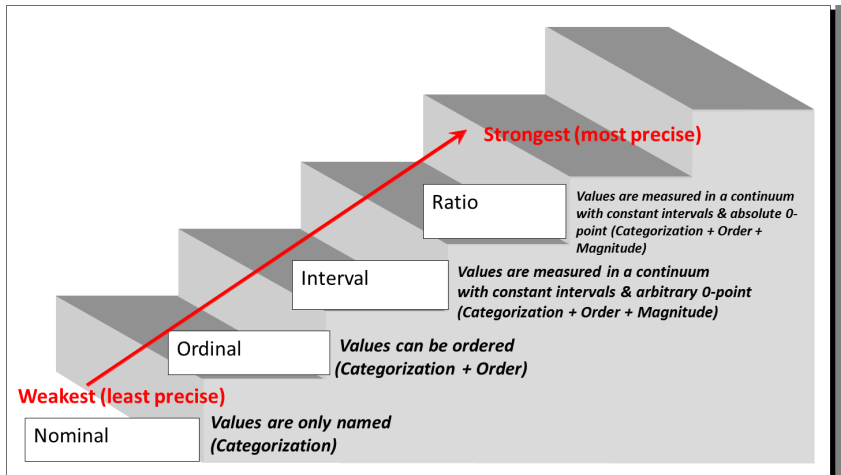 Strongest (most precise)
Ratio
Values are measured in a continuum
with constant intervals & absolute 0-
point (Categorization + Order +
Magnitude)
Interval
Values are measured in a continuum
with constant intervals & arbitrary 0-point
(Categorization + Order + Magnitude)
Ordinal
Values can be ordered
(Categorization + Order)
Weakest (least precise)
Nominal
Values are only named
(Categorization)